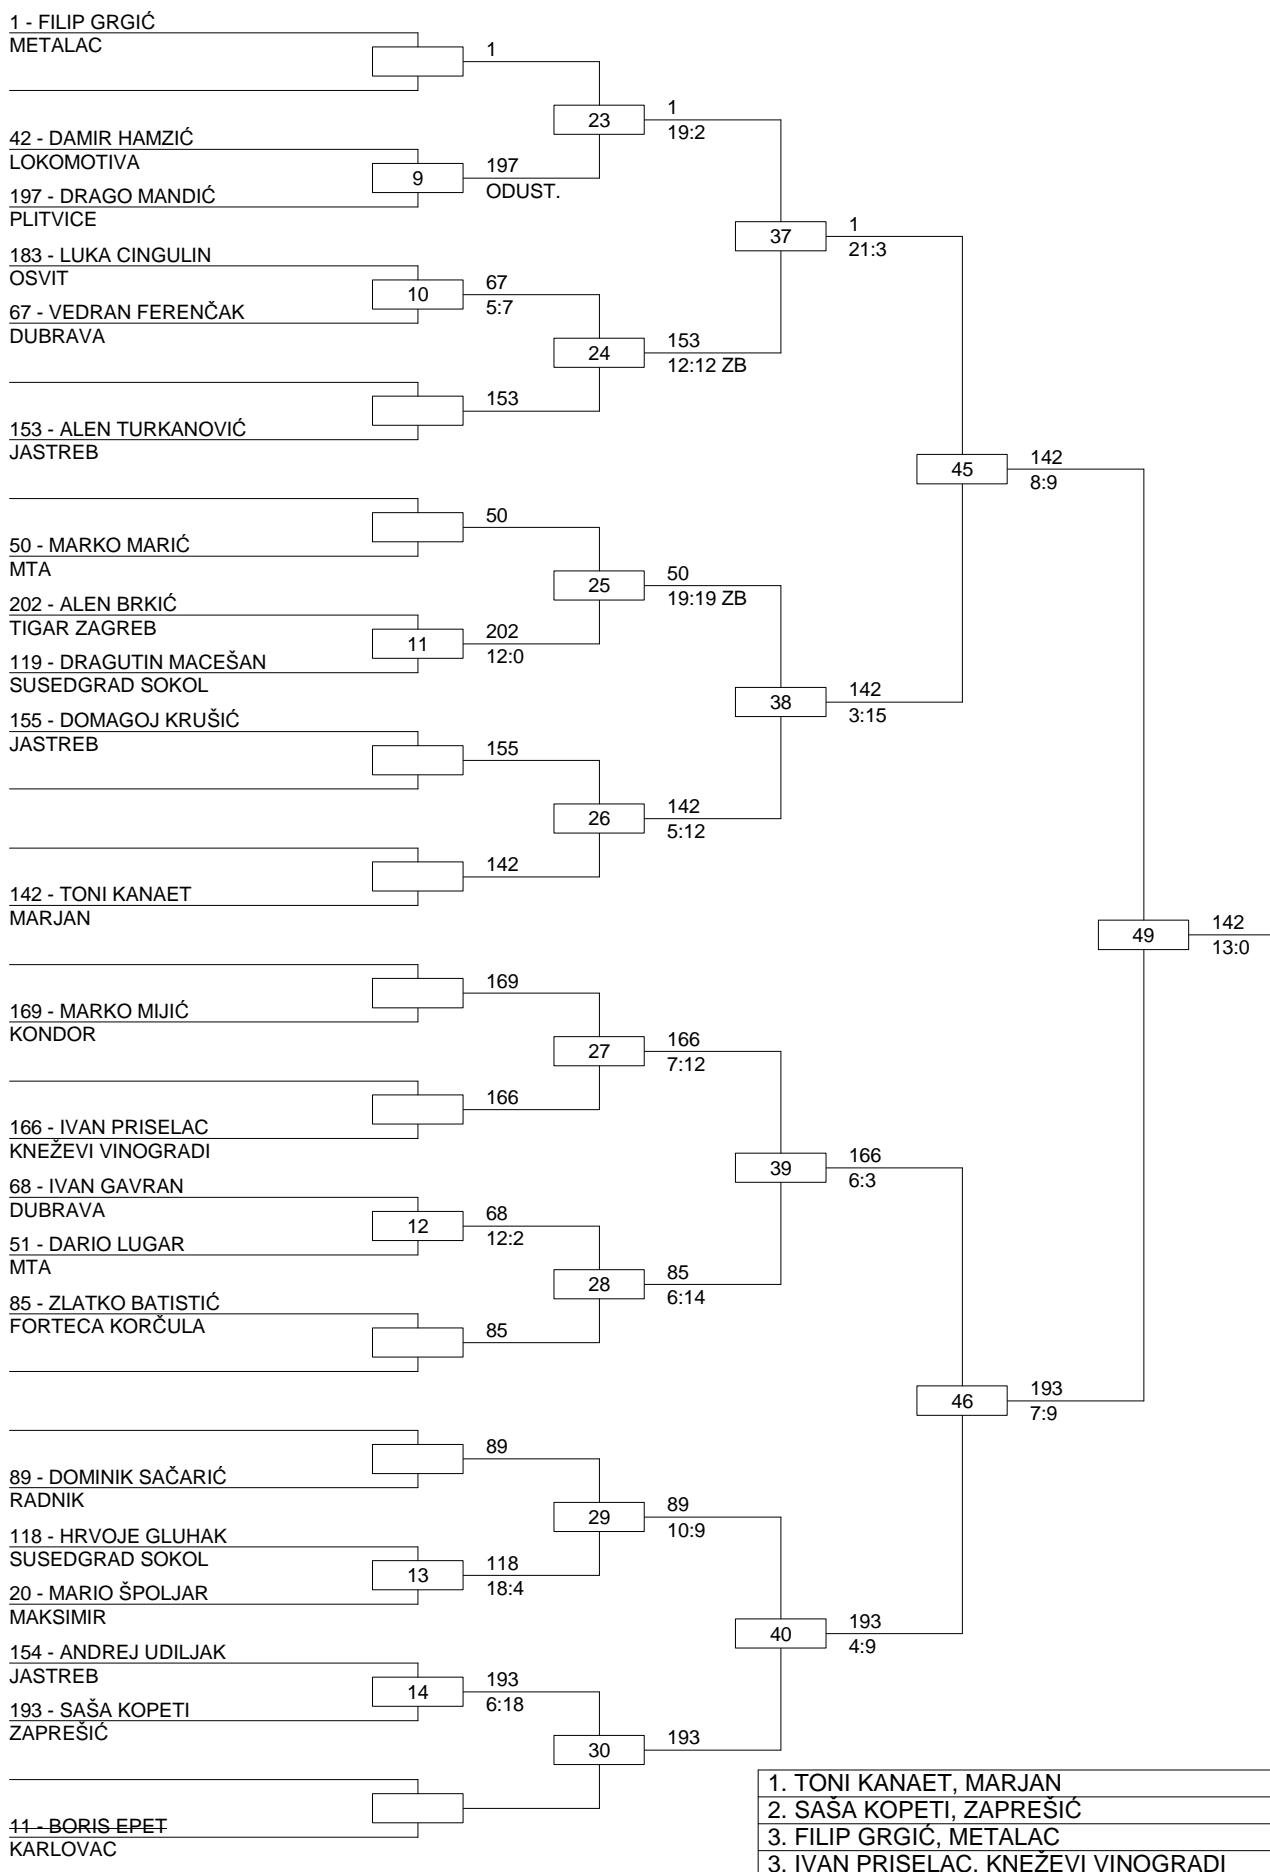 1 - FILIP GRGIĆ
METALAC
1
23
1
19:2
42 - DAMIR HAMZIĆ
LOKOMOTIVA
9
197
ODUST.
197 - DRAGO MANDIĆ
PLITVICE
37
1
21:3
183 - LUKA CINGULIN
OSVIT
10
67
5:7
67 - VEDRAN FERENČAK
DUBRAVA
24
153
12:12 ZB
153
153 - ALEN TURKANOVIĆ
JASTREB
45
142
8:9
50
50 - MARKO MARIĆ
MTA
25
50
19:19 ZB
202 - ALEN BRKIĆ
TIGAR ZAGREB
11
202
12:0
119 - DRAGUTIN MACEŠAN
SUSEDGRAD SOKOL
38
142
3:15
155 - DOMAGOJ KRUŠIĆ
JASTREB
155
26
142
5:12
142
142 - TONI KANAET
MARJAN
49
142
13:0
169
169 - MARKO MIJIĆ
KONDOR
27
166
7:12
166
166 - IVAN PRISELAC
KNEŽEVI VINOGRADI
39
166
6:3
68 - IVAN GAVRAN
DUBRAVA
12
68
12:2
51 - DARIO LUGAR
MTA
28
85
6:14
85 - ZLATKO BATISTIĆ
FORTECA KORČULA
85
46
193
7:9
89
89 - DOMINIK SAČARIĆ
RADNIK
29
89
10:9
118 - HRVOJE GLUHAK
SUSEDGRAD SOKOL
13
118
18:4
20 - MARIO ŠPOLJAR
MAKSIMIR
40
193
4:9
154 - ANDREJ UDILJAK
JASTREB
14
193
6:18
193 - SAŠA KOPETI
ZAPREŠIĆ
30
193
11 - BORIS EPET
KARLOVAC
1. TONI KANAET, MARJAN
2. SAŠA KOPETI, ZAPREŠIĆ
3. FILIP GRGIĆ, METALAC
3. IVAN PRISELAC, KNEŽEVI VINOGRADI